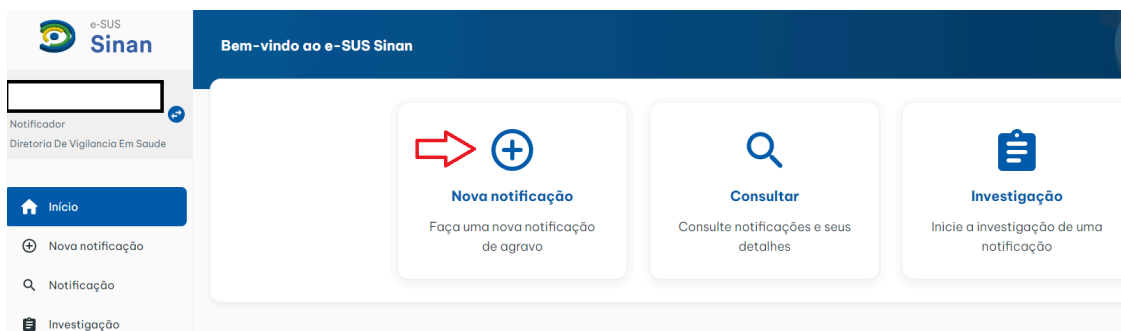 e-SUS
Sinan
Notificador
Diretoria De Vigilancia Em Saude
Início
Nova notificação
Notificação
Investigação
Bem-vindo ao e-SUS Sinan
Nova notificação
Faça uma nova notificação
de agravo
Consultar
Consulte notificações e seus
detalhes
Investigação
Inicie a investigação de uma
notificação